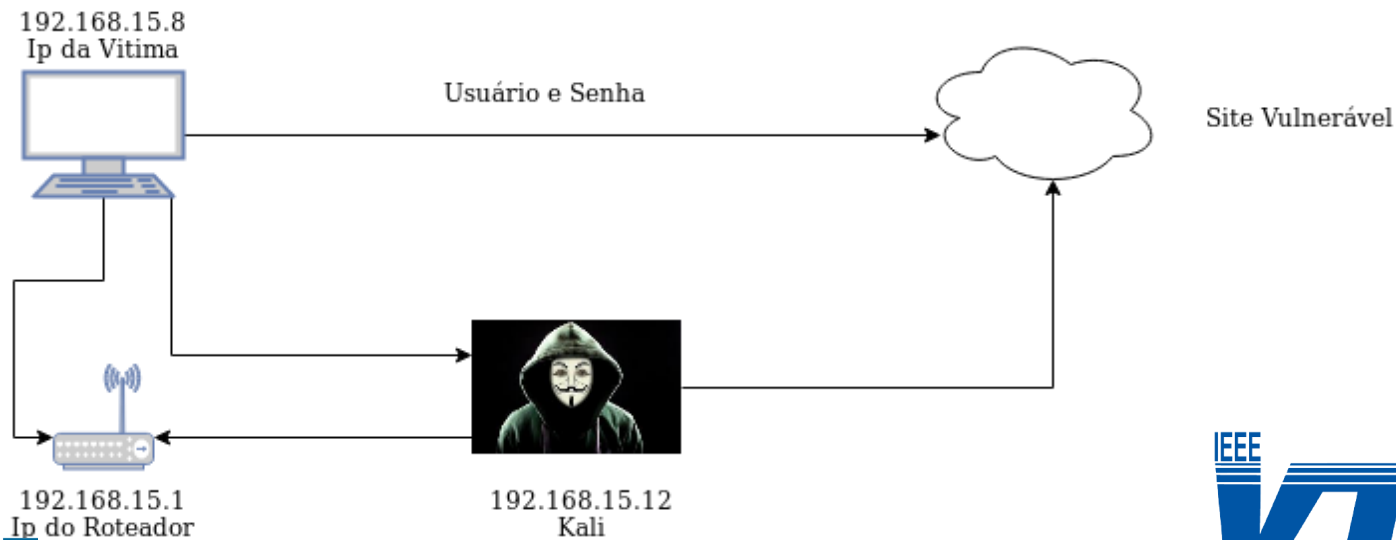 192.168.15.8
Ip da Vitima
Usuário e Senha
Site Vulnerável
192.168.15.1
Ip do Roteador
192.168.15.12
Kali
IEEE